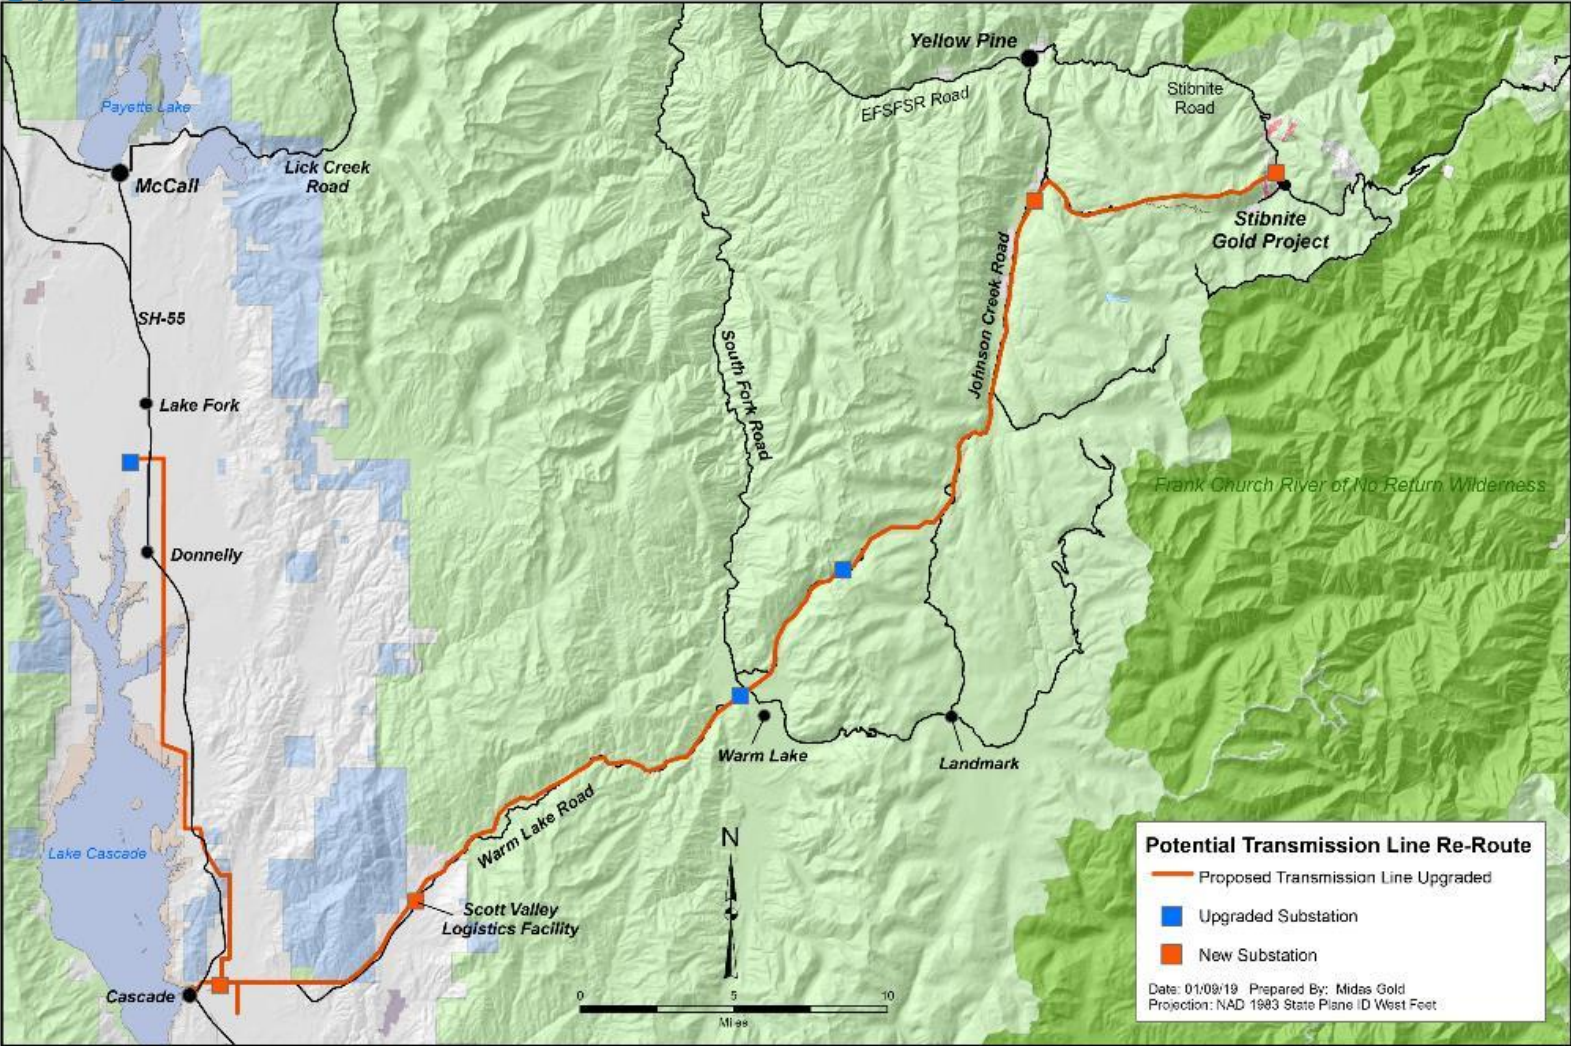 Yellow Pine
EFSFSR Road
Stibnite
Road
Payette Lake
Lick Creek
Road
McCall
Stibnite
Gold Project
SH-55
Johnson Creek Road
South Fork Road
Lake Fork
Frank Church River of No Return Wilderness
Donnelly
Warm Lake
Landmark
Warm Lake Road
Lake Cascade
N
Scott Valley
Logistics Facility
Cascade
0 5 10
Miles
Potential Transmission Line Re-Route
Proposed Transmission Line Upgraded
Upgraded Substation
New Substation
Date: 01/09/19 Prepared By: Midas Gold
Projection: NAD 1983 State Plane ID West Feet